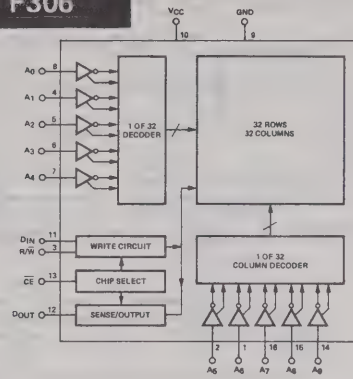 F306
VCC
GND
10
9
A0 8
A1 4
A2 5
A3 6
A4 7
1 OF 32
DECODER
32 ROWS
32 COLUMNS
DIN 11
R/W 3
WRITE CIRCUIT
CE 13
CHIP SELECT
DOUT 12
SENSE/OUTPUT
1 OF 32
COLUMN DECODER
2 1 16 15 14
A5 A6 A7 A8 A9